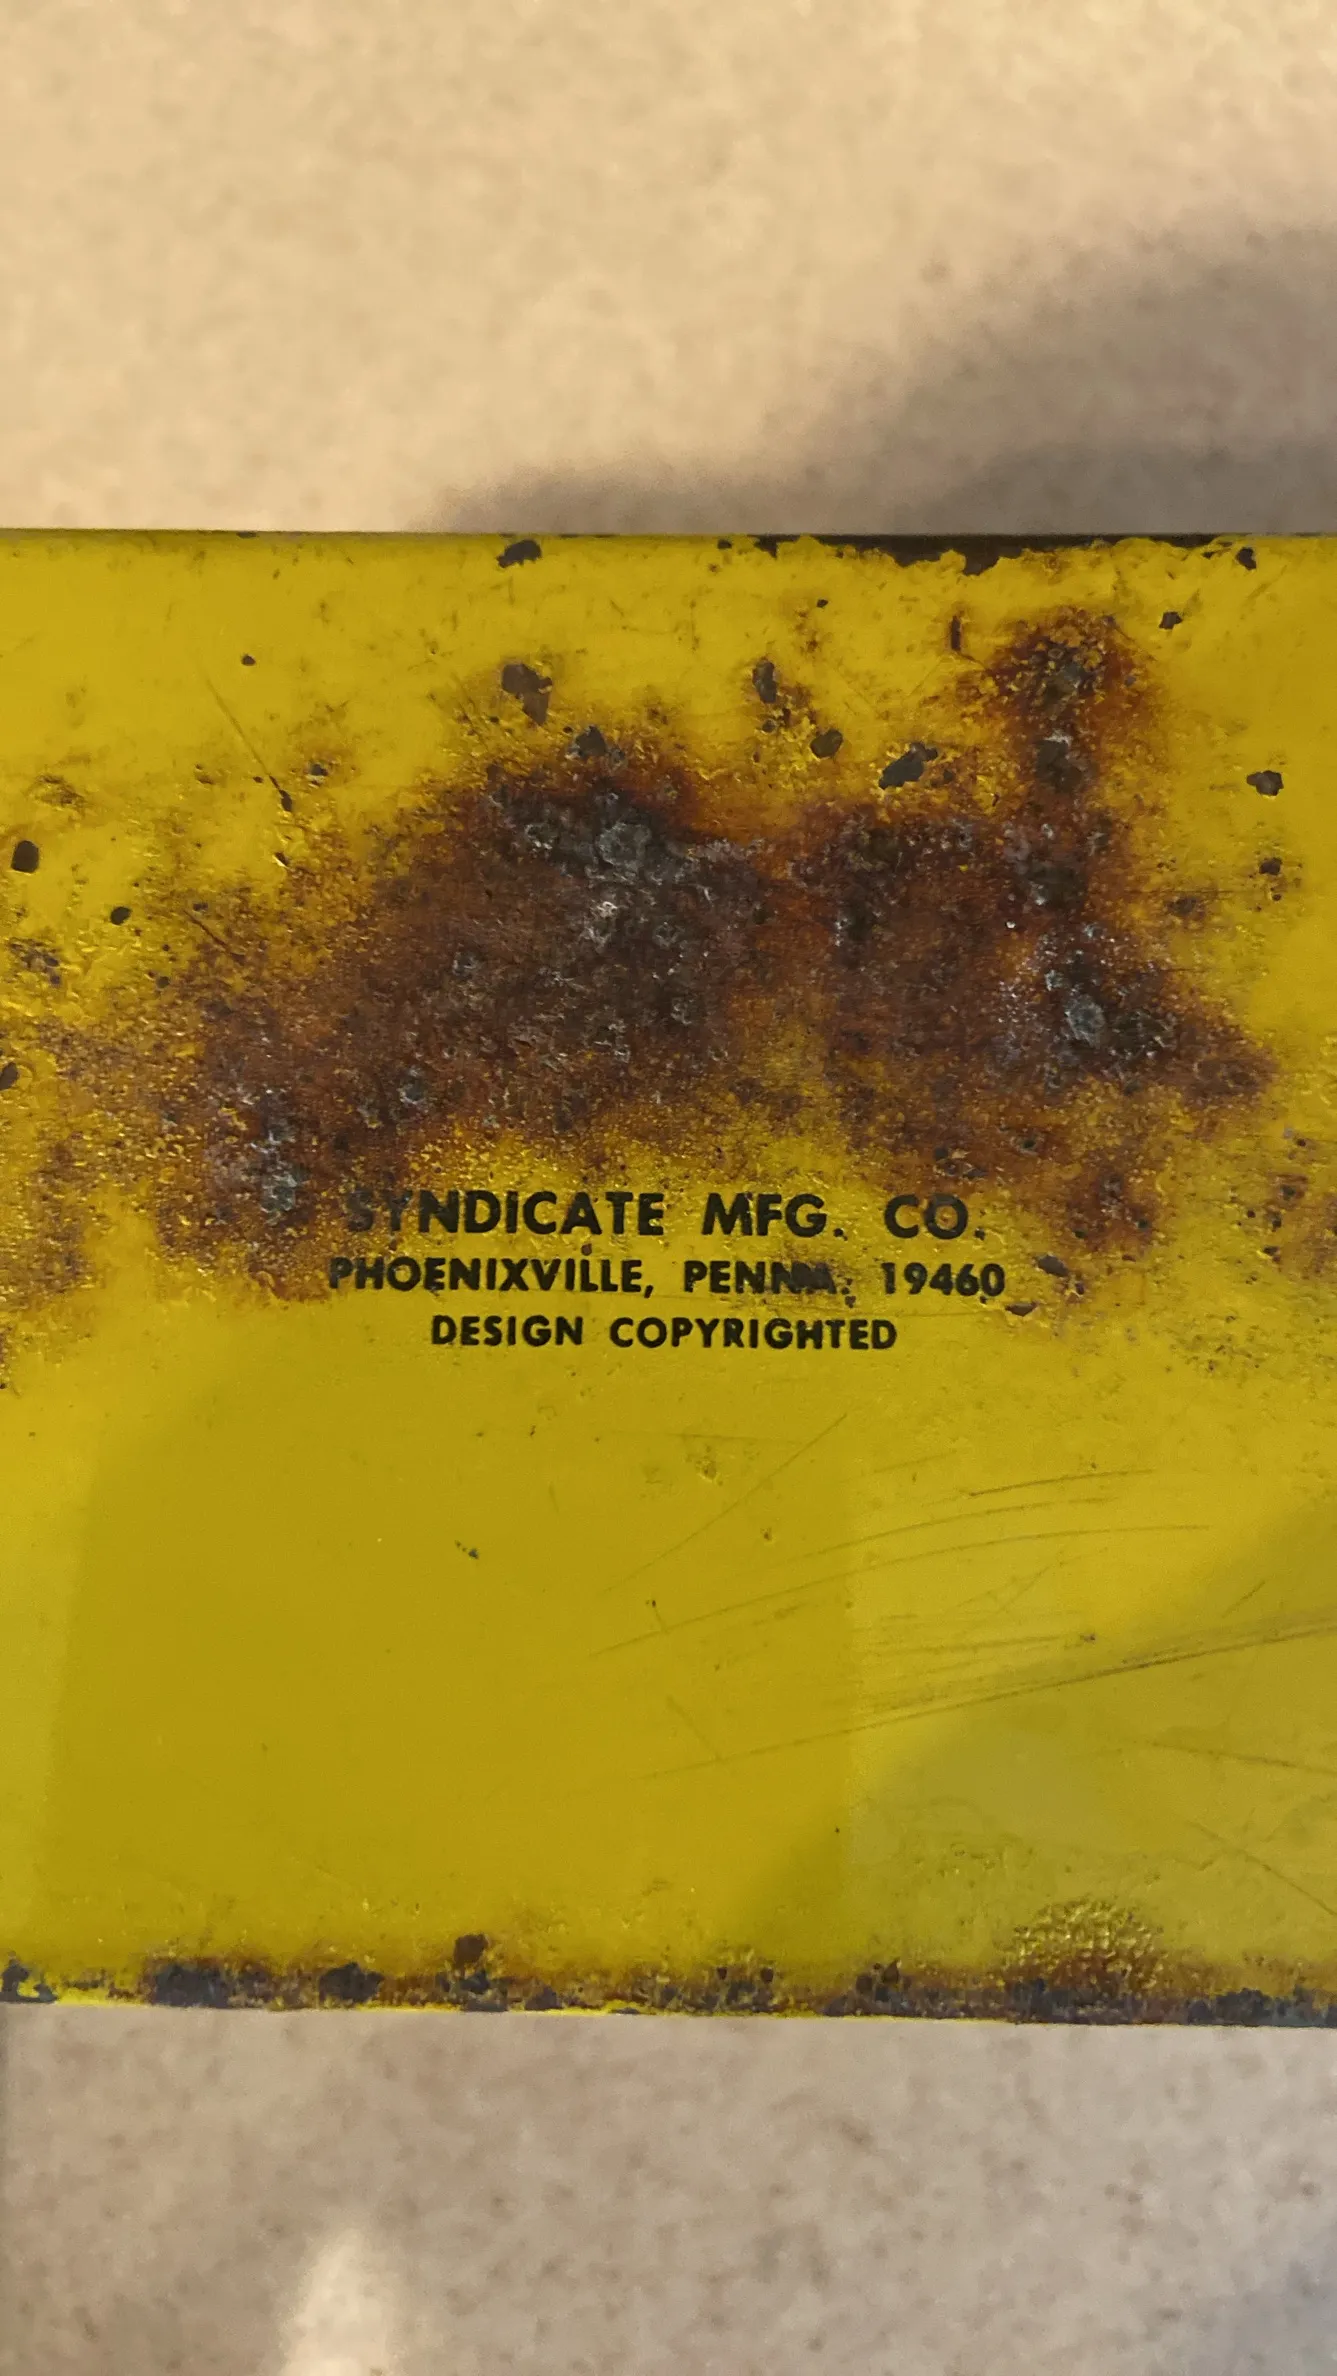 SYNDICATE MFG. CO.
PHOENIXVILLE, PENNA. 19460
DESIGN COPYRIGHTED